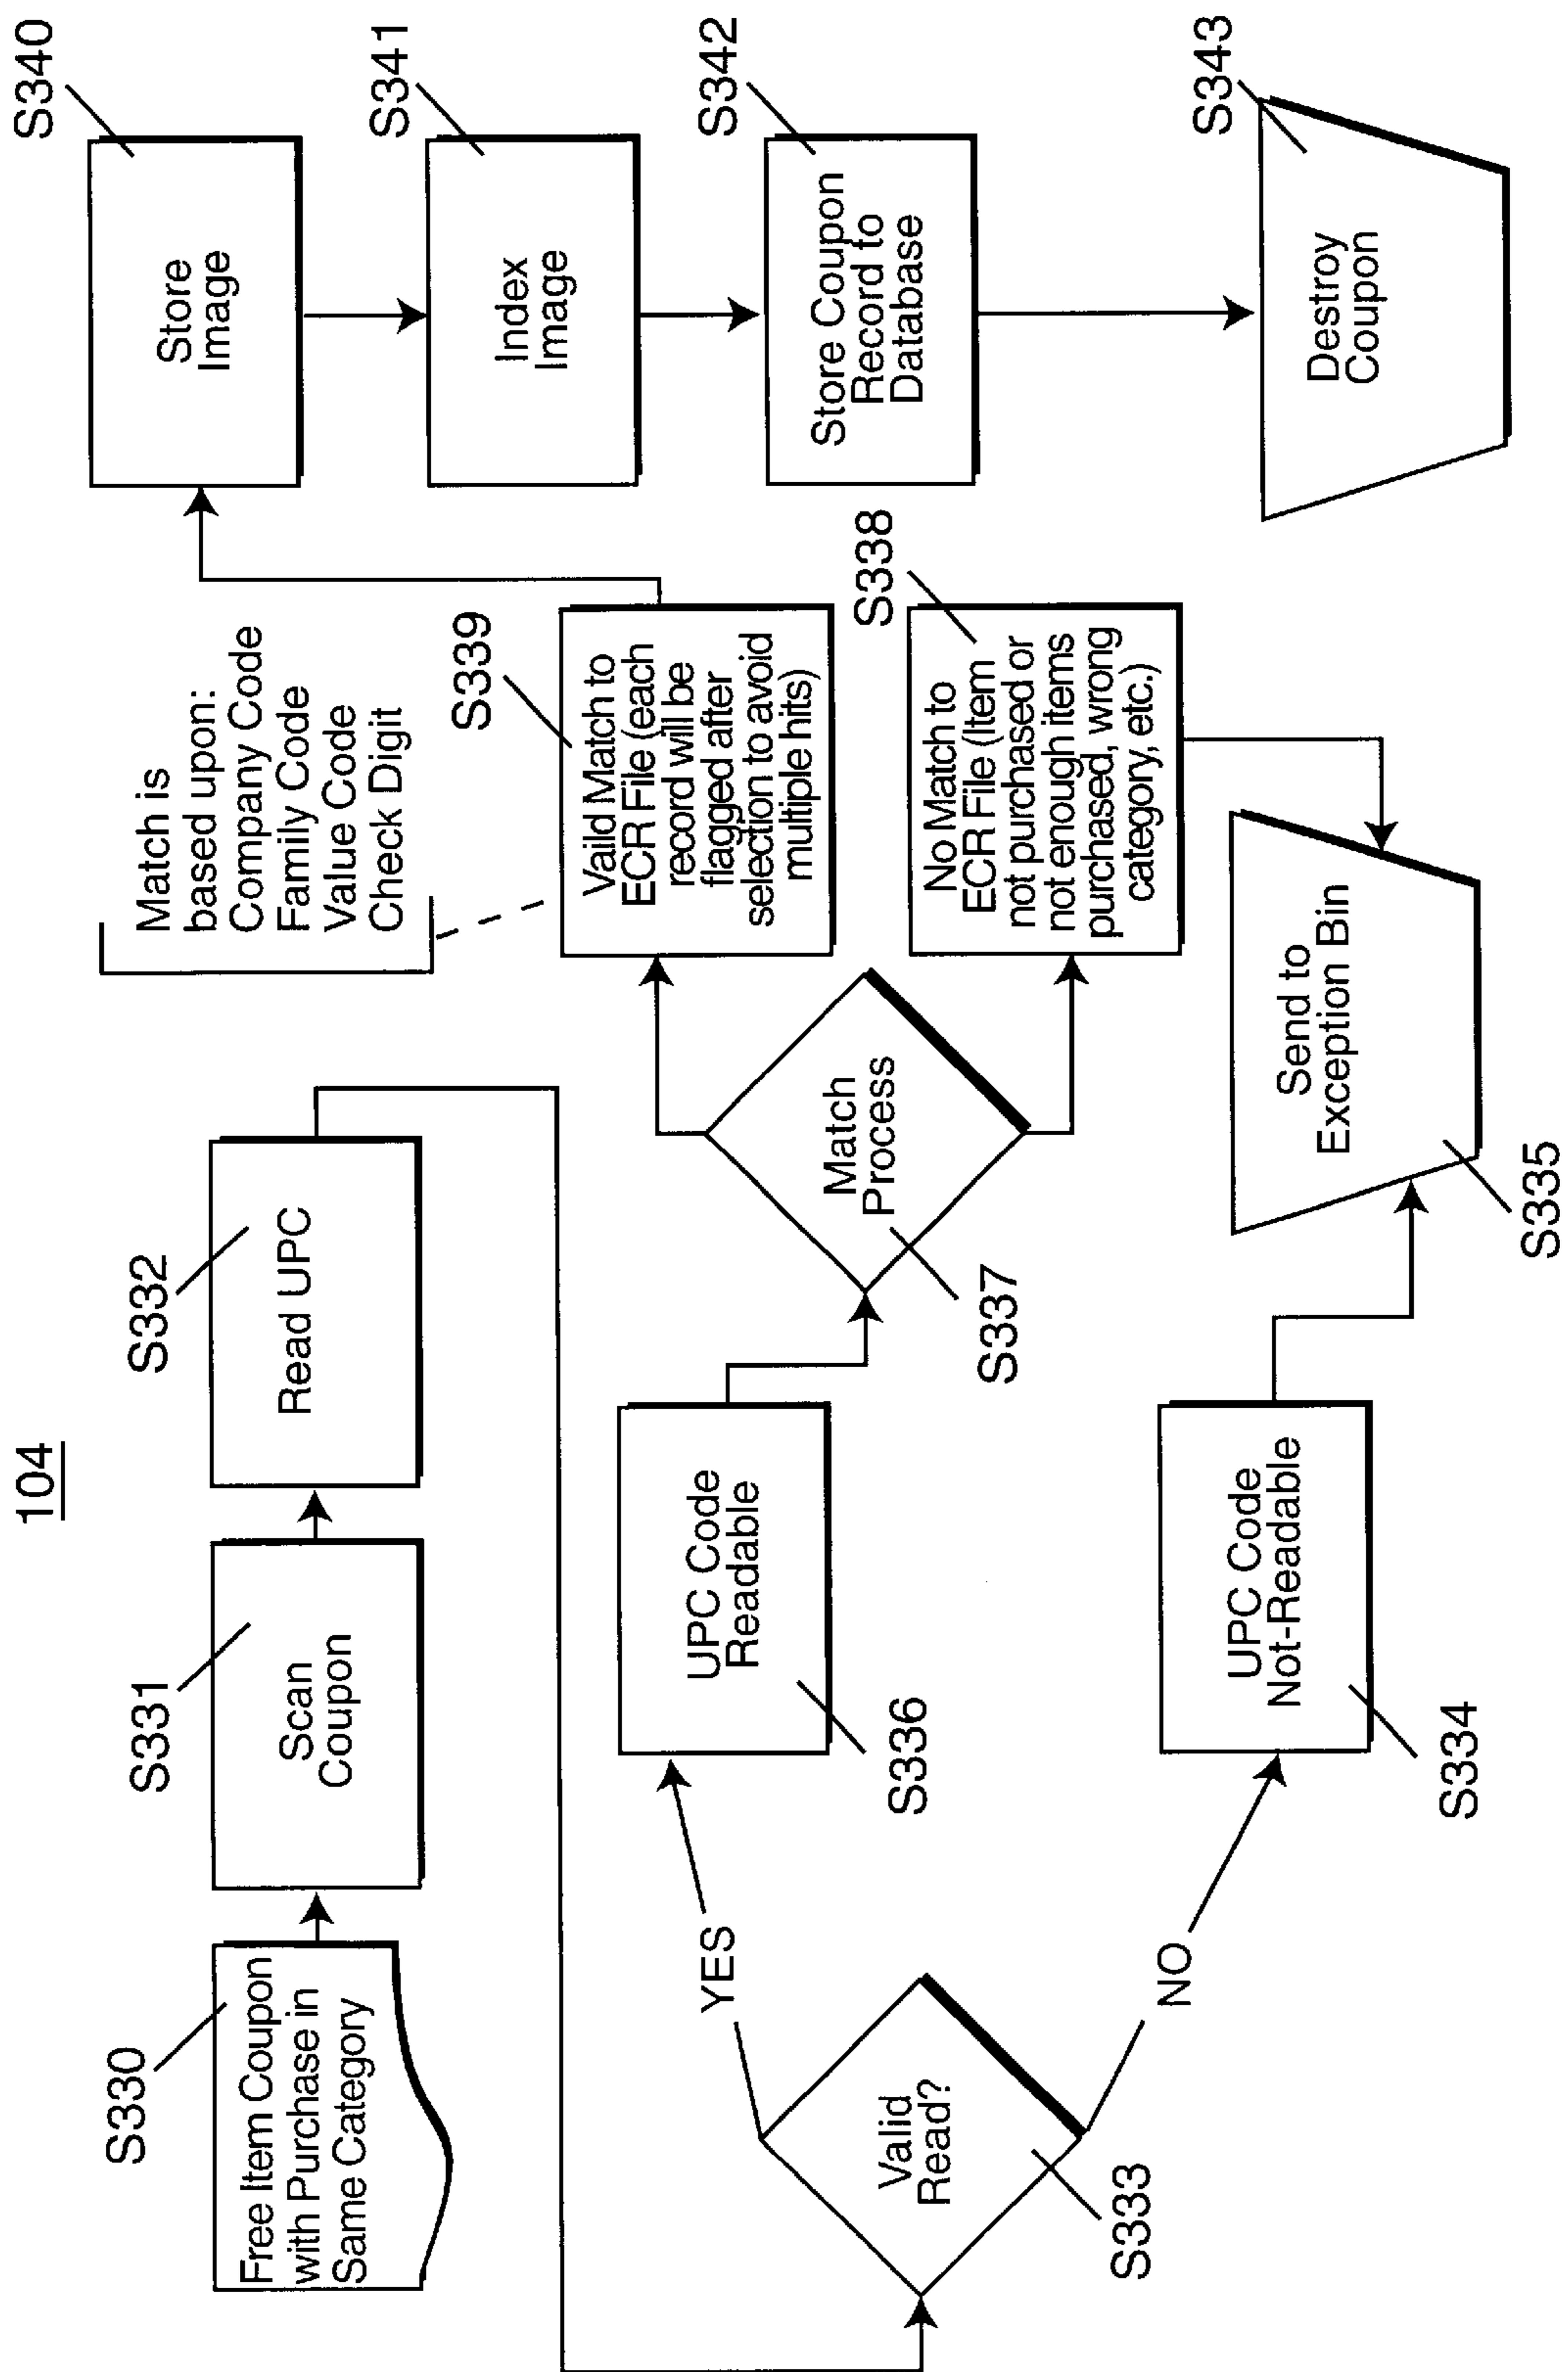 104
S330
Free Item Coupon
with Purchase in
Same Category
S331
Scan
Coupon
S332
Read UPC
Match is
based upon:
Company Code
Family Code
Value Code
Check Digit
S333
Valid
Read?
YES
NO
S336
UPC Code
Readable
S334
UPC Code
Not-Readable
S337
Match
Process
S339
Vaild Match to
ECR File (each
record will be
flagged after
selection to avoid
multiple hits)
S338
No Match to
ECR File (Item
not purchased or
not enough items
purchased, wrong
category, etc.)
S335
Send to
Exception Bin
S340
Store
Image
S341
Index
Image
S342
Store Coupon
Record to
Database
S343
Destroy
Coupon